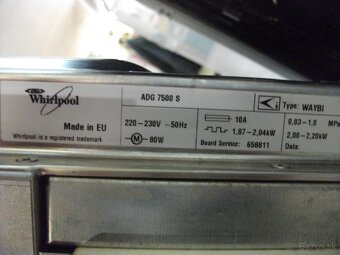 Whirlpool
ADG 7500 S
Type: WAYBI
Made in EU
220-230V ~ 50Hz
10A
0,03-1,0 MPa
M 80W
1,87-2,04kW
2,00-2,20kW
Whirlpool is a registered trademark
Board Service: 658811
Data: